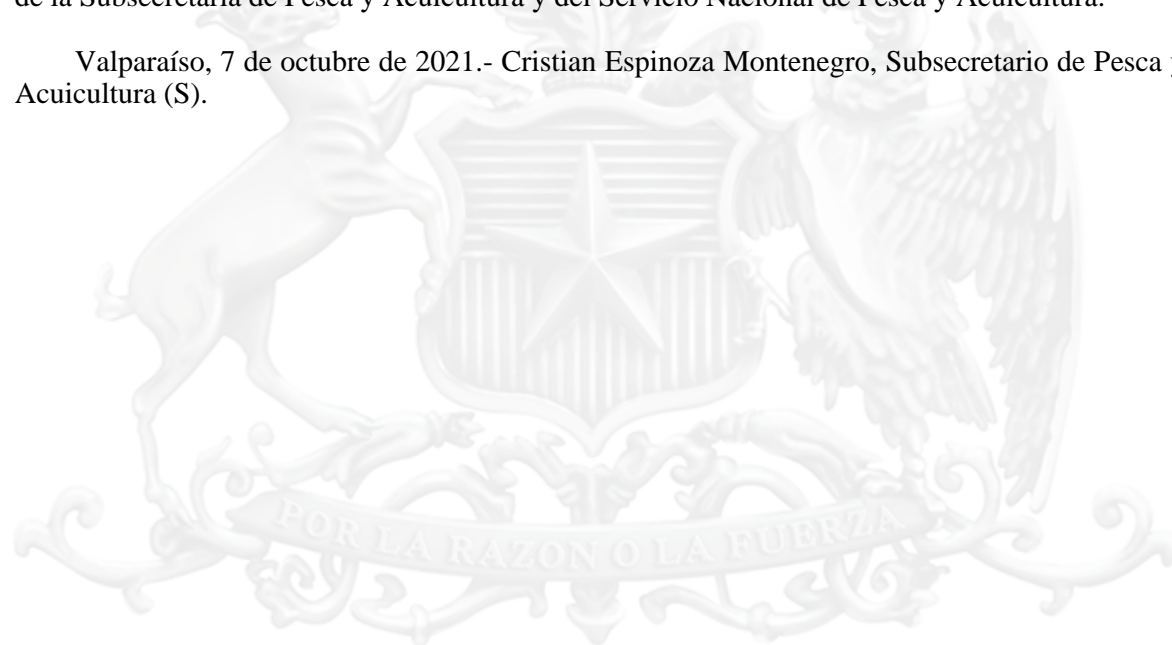 de la Subsecretaría de Pesca y Acuicultura y del Servicio Nacional de Pesca y Acuicultura.
Valparaíso, 7 de octubre de 2021.- Cristian Espinoza Montenegro, Subsecretario de Pesca y
Acuicultura (S).
POR LA RAZON O LA FUERZA